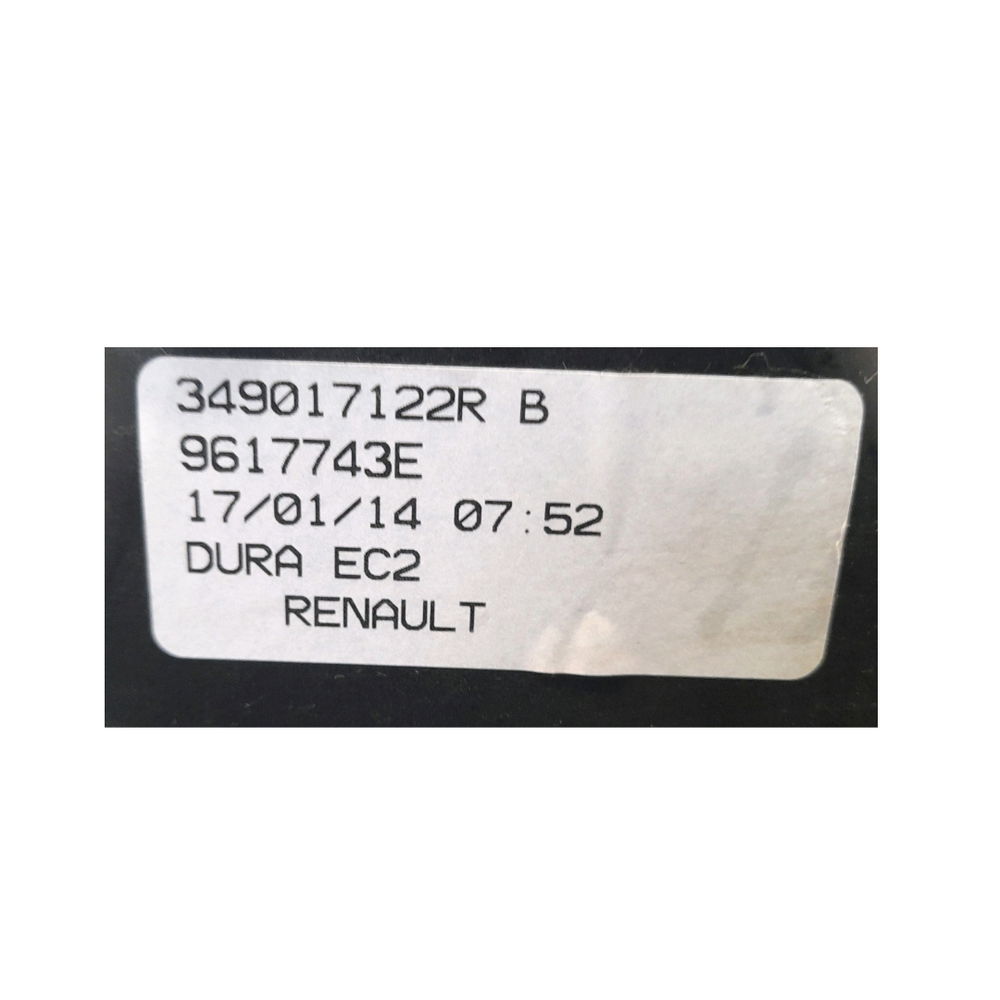 349017122R B
9617743E
17/01/14 07:52
DURA EC2
RENAULT